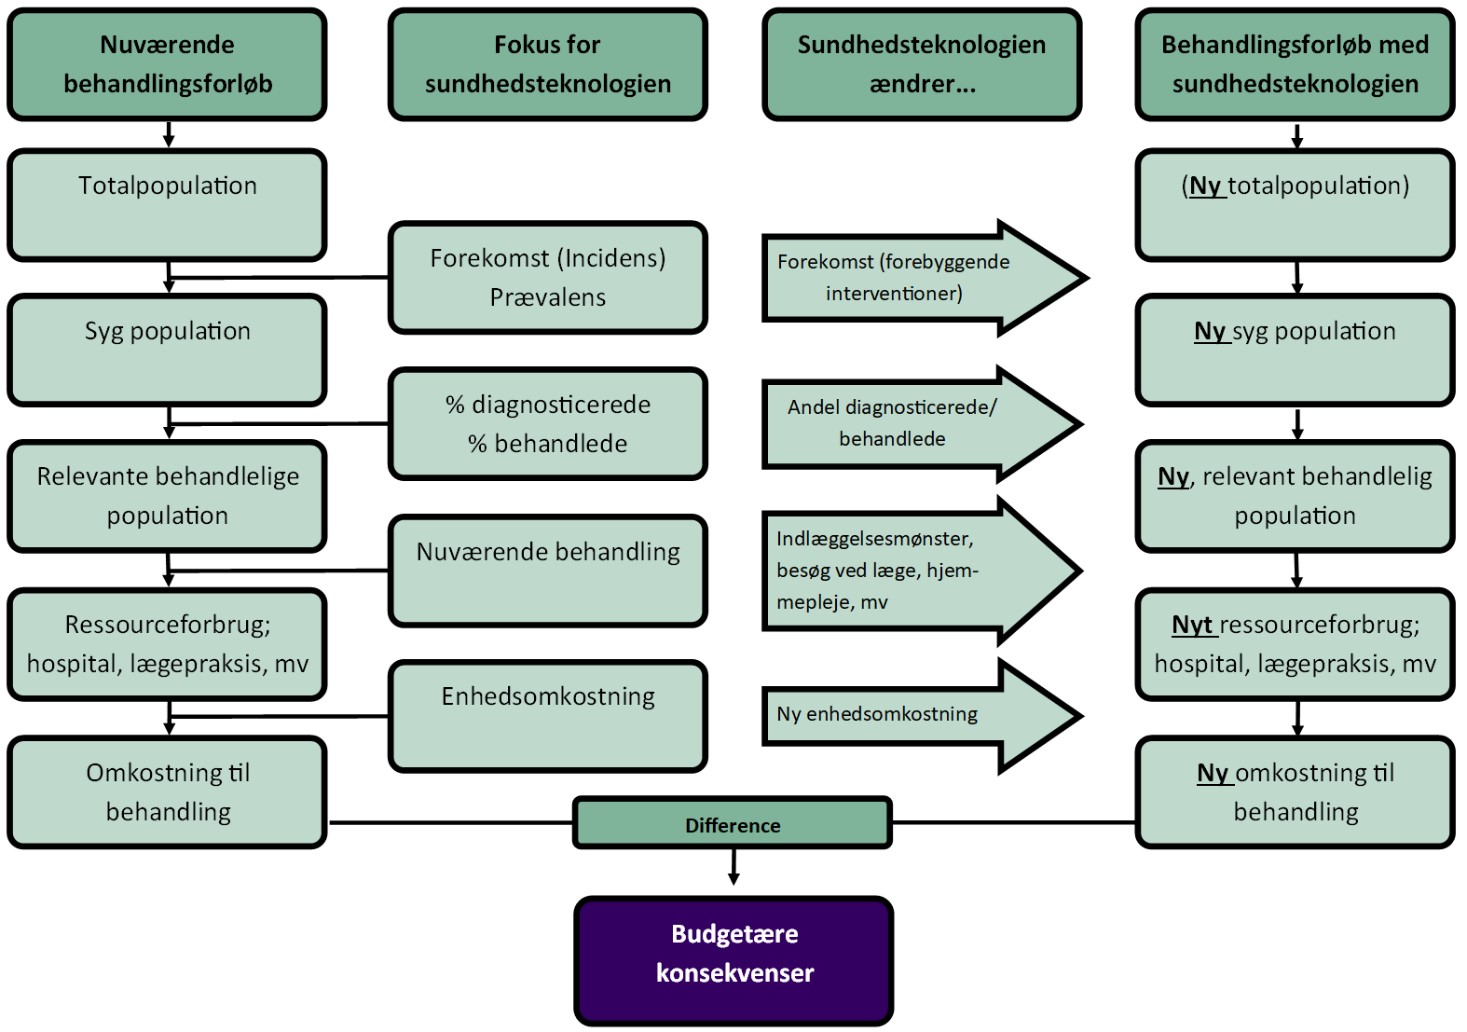 Nuværende
behandlingsforløb
Fokus for
sundhedsteknologien
Sundhedsteknologien
ændrer...
Behandlingsforløb med
sundhedsteknologien
Totalpopulation
(Ny totalpopulation)
Forekomst (Incidens)
Prævalens
Forekomst (forebyggende
interventioner)
Syg population
Ny syg population
% diagnosticerede
% behandlede
Andel diagnosticerede/
behandlede
Relevante behandlelige
population
Ny, relevant behandlelig
population
Nuværende behandling
Indlæggelsesmønster,
besøg ved læge, hjem-
mepleje, mv
Ressourceforbrug;
hospital, lægepraksis, mv
Nyt ressourceforbrug;
hospital, lægepraksis, mv
Enhedsomkostning
Ny enhedsomkostning
Omkostning til
behandling
Ny omkostning til
behandling
Difference
Budgetære
konsekvenser